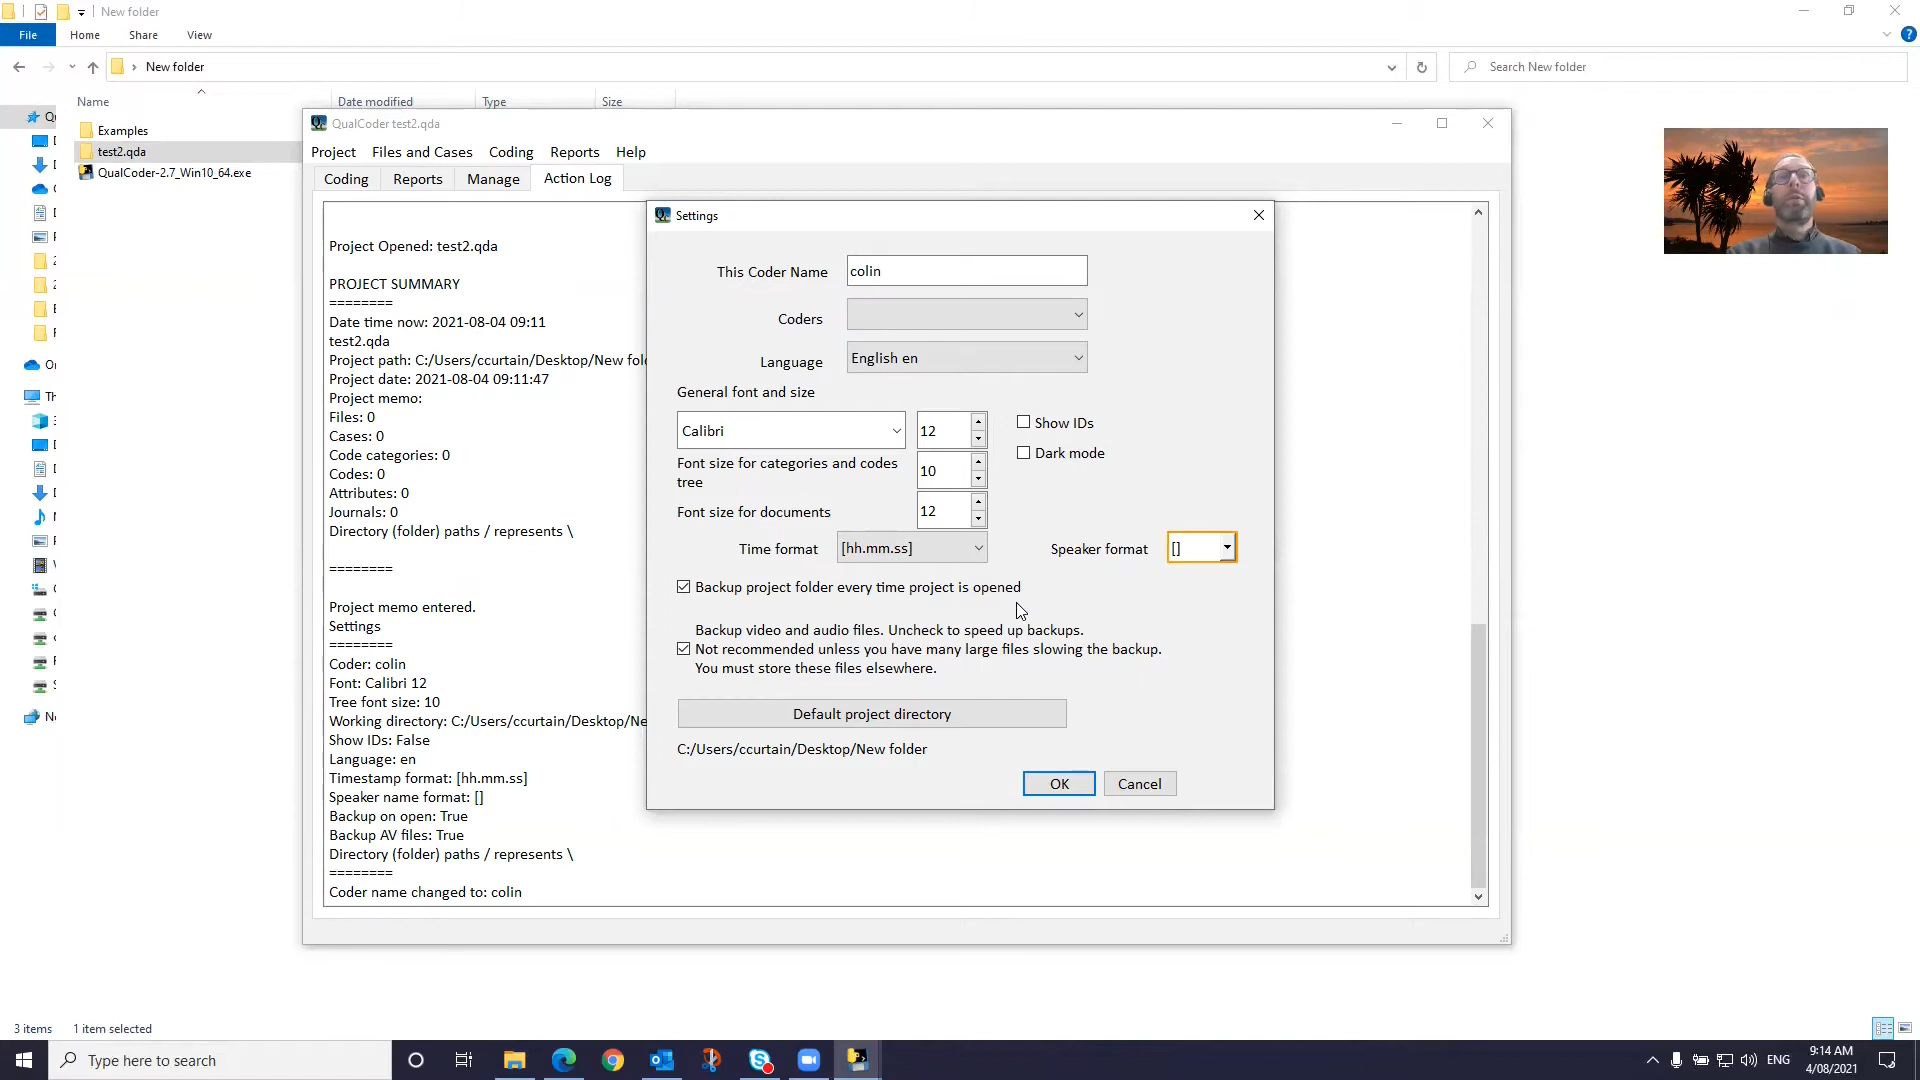 New folder
File
Home
Share
View
New folder
Search New folder
Name
Date modified
Type
Size
Examples
test2.qda
QualCoder-2.7_Win10_64.exe
QualCoder test2.qda
Project
Files and Cases
Coding
Reports
Help
Coding
Reports
Manage
Action Log
Project Opened: test2.qda
PROJECT SUMMARY
========
Date time now: 2021-08-04 09:11
test2.qda
Project path: C:/Users/ccurtain/Desktop/New
Project date: 2021-08-04 09:11:47
Project memo:
Files: 0
Cases: 0
Code categories: 0
Codes: 0
Attributes: 0
Journals: 0
Directory (folder) paths / represents \
========
Project memo entered.
Settings
========
Coder: colin
Font: Calibri 12
Tree font size: 10
Working directory: C:/Users/ccurtain/Desktop/Ne
Show IDs: False
Language: en
Timestamp format: [hh.mm.ss]
Speaker name format: []
Backup on open: True
Backup AV files: True
Directory (folder) paths / represents \
========
Coder name changed to: colin
Settings
This Coder Name
colin
Coders
Language
English en
General font and size
Calibri
12
Show IDs
Dark mode
Font size for categories and codes
tree
10
Font size for documents
12
Time format
[hh.mm.ss]
Speaker format
[]
Backup project folder every time project is opened
Backup video and audio files. Uncheck to speed up backups.
Not recommended unless you have many large files slowing the backup.
You must store these files elsewhere.
Default project directory
C:/Users/ccurtain/Desktop/New folder
OK
Cancel
3 items
1 item selected
Type here to search
ENG
9:14 AM
4/08/2021